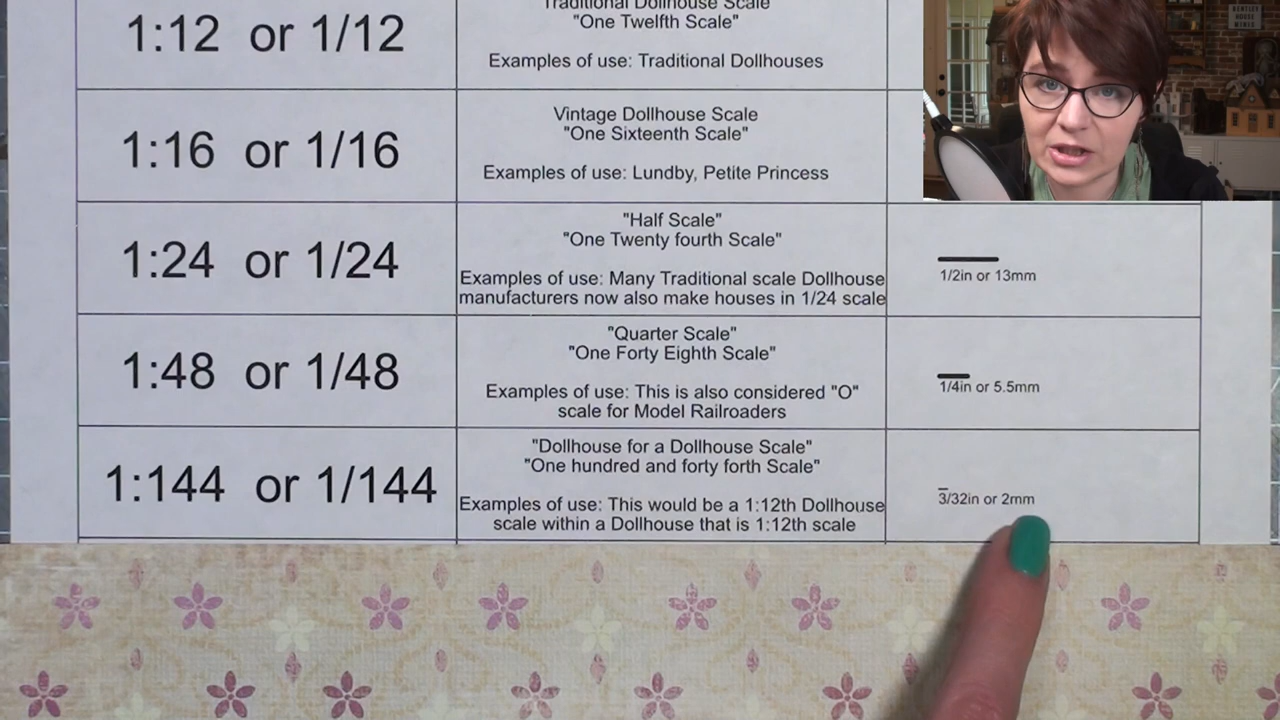 Traditional Dollhouse Scale
1:12 or 1/12
"One Twelfth Scale"
Examples of use: Traditional Dollhouses
BENTLEY
HOUSE
MINIS
1:16 or 1/16
Vintage Dollhouse Scale
"One Sixteenth Scale"
Examples of use: Lundby, Petite Princess
1:24 or 1/24
"Half Scale"
"One Twenty fourth Scale"
Examples of use: Many Traditional scale Dollhouse
manufacturers now also make houses in 1/24 scale
1/2in or 13mm
1:48 or 1/48
"Quarter Scale"
"One Forty Eighth Scale"
Examples of use: This is also considered "O"
scale for Model Railroaders
1/4in or 5.5mm
1:144 or 1/144
"Dollhouse for a Dollhouse Scale"
"One hundred and forty forth Scale"
Examples of use: This would be a 1:12th Dollhouse
scale within a Dollhouse that is 1:12th scale
3/32in or 2mm